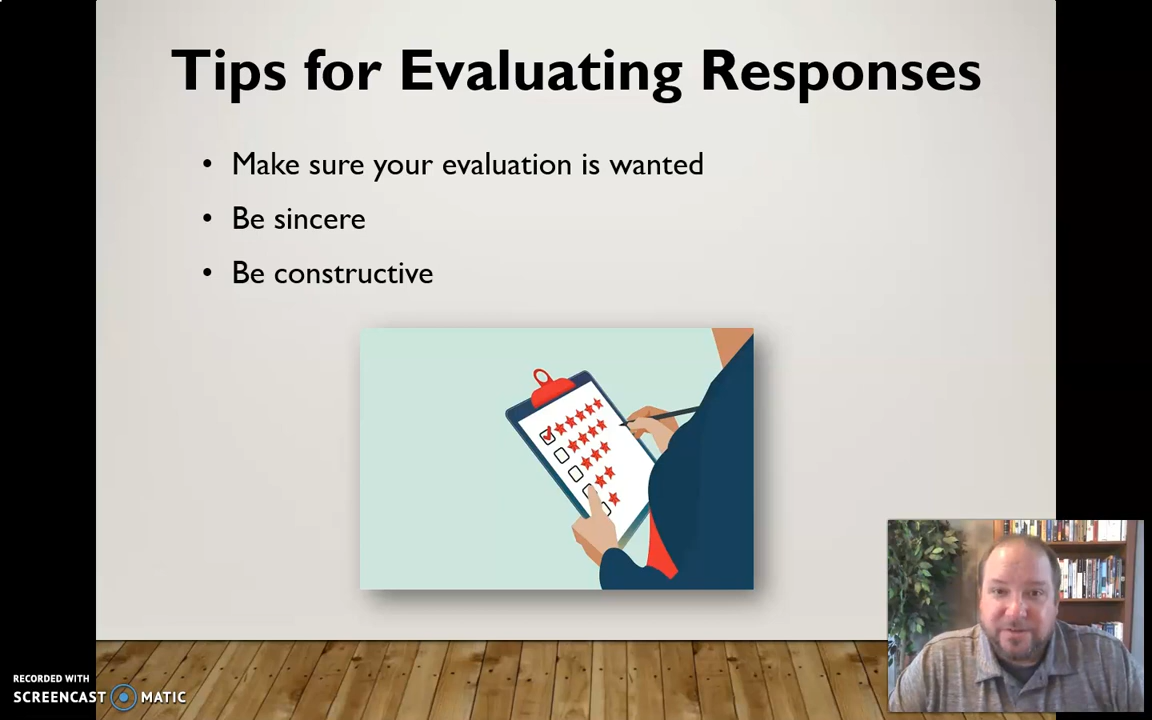 Tips for Evaluating Responses
• Make sure your evaluation is wanted
• Be sincere
• Be constructive
RECORDED WITH
SCREENCAST MATIC